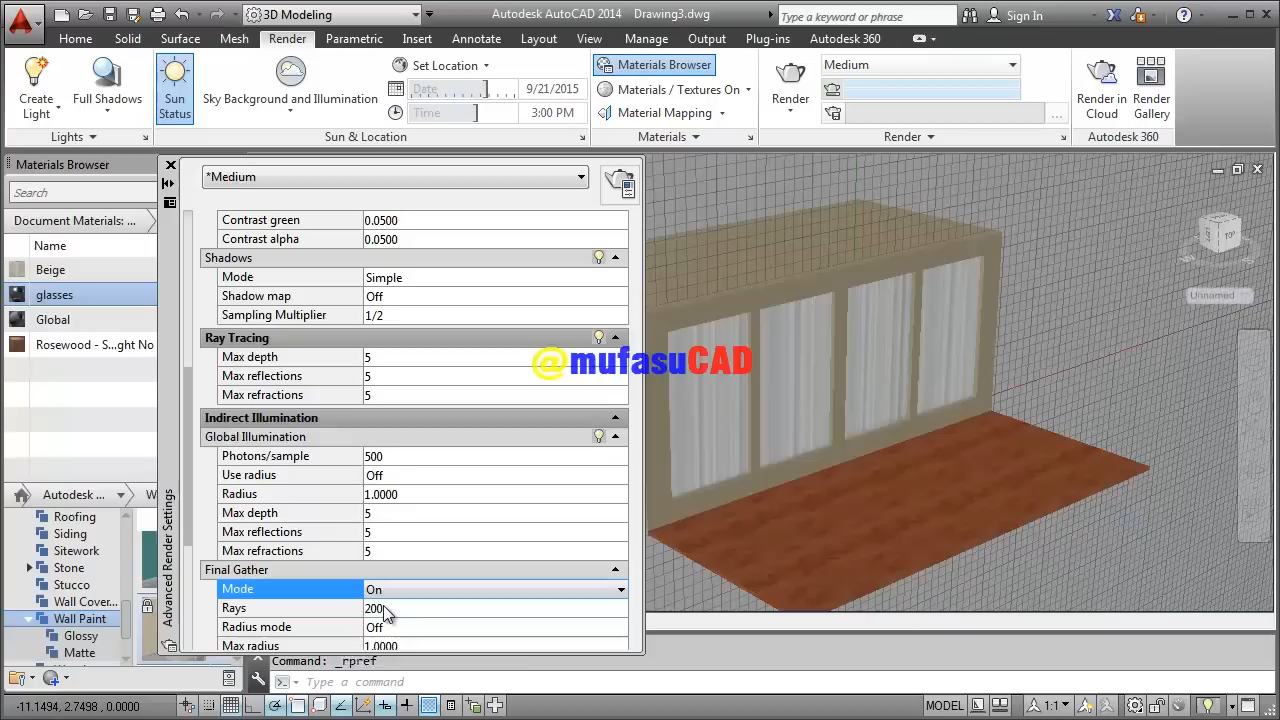 3D Modeling
Autodesk AutoCAD 2014 Drawing3.dwg
Type a keyword or phrase
Sign In
Home Solid Surface Mesh Render Parametric Insert Annotate Layout View Manage Output Plug-ins Autodesk 360
Create Light
Full Shadows
Sun Status
Sky Background and Illumination
Set Location
Date 9/21/2015
Time 3:00 PM
Materials Browser
Materials / Textures On
Material Mapping
Render
Medium
Render in Cloud
Render Gallery
Lights
Sun & Location
Materials
Render
Autodesk 360
Materials Browser
Search
Document Materials: ...
Name
Beige
glasses
Global
Rosewood - S...ght No
Autodesk ...
W
Roofing
Siding
Sitework
Stone
Stucco
Wall Cover...
Wall Paint
Glossy
Matte
Advanced Render Settings
*Medium
Contrast green 0.0500
Contrast alpha 0.0500
Shadows
Mode Simple
Shadow map Off
Sampling Multiplier 1/2
Ray Tracing
Max depth 5
Max reflections 5
Max refractions 5
Indirect Illumination
Global Illumination
Photons/sample 500
Use radius Off
Radius 1.0000
Max depth 5
Max reflections 5
Max refractions 5
Final Gather
Mode On
Rays 200
Radius mode Off
Max radius 1.0000
@mufasuCAD
TOP
Unnamed
Command: _rpref
Type a command
-11.1494, 2.7498, 0.0000
MODEL
1:1